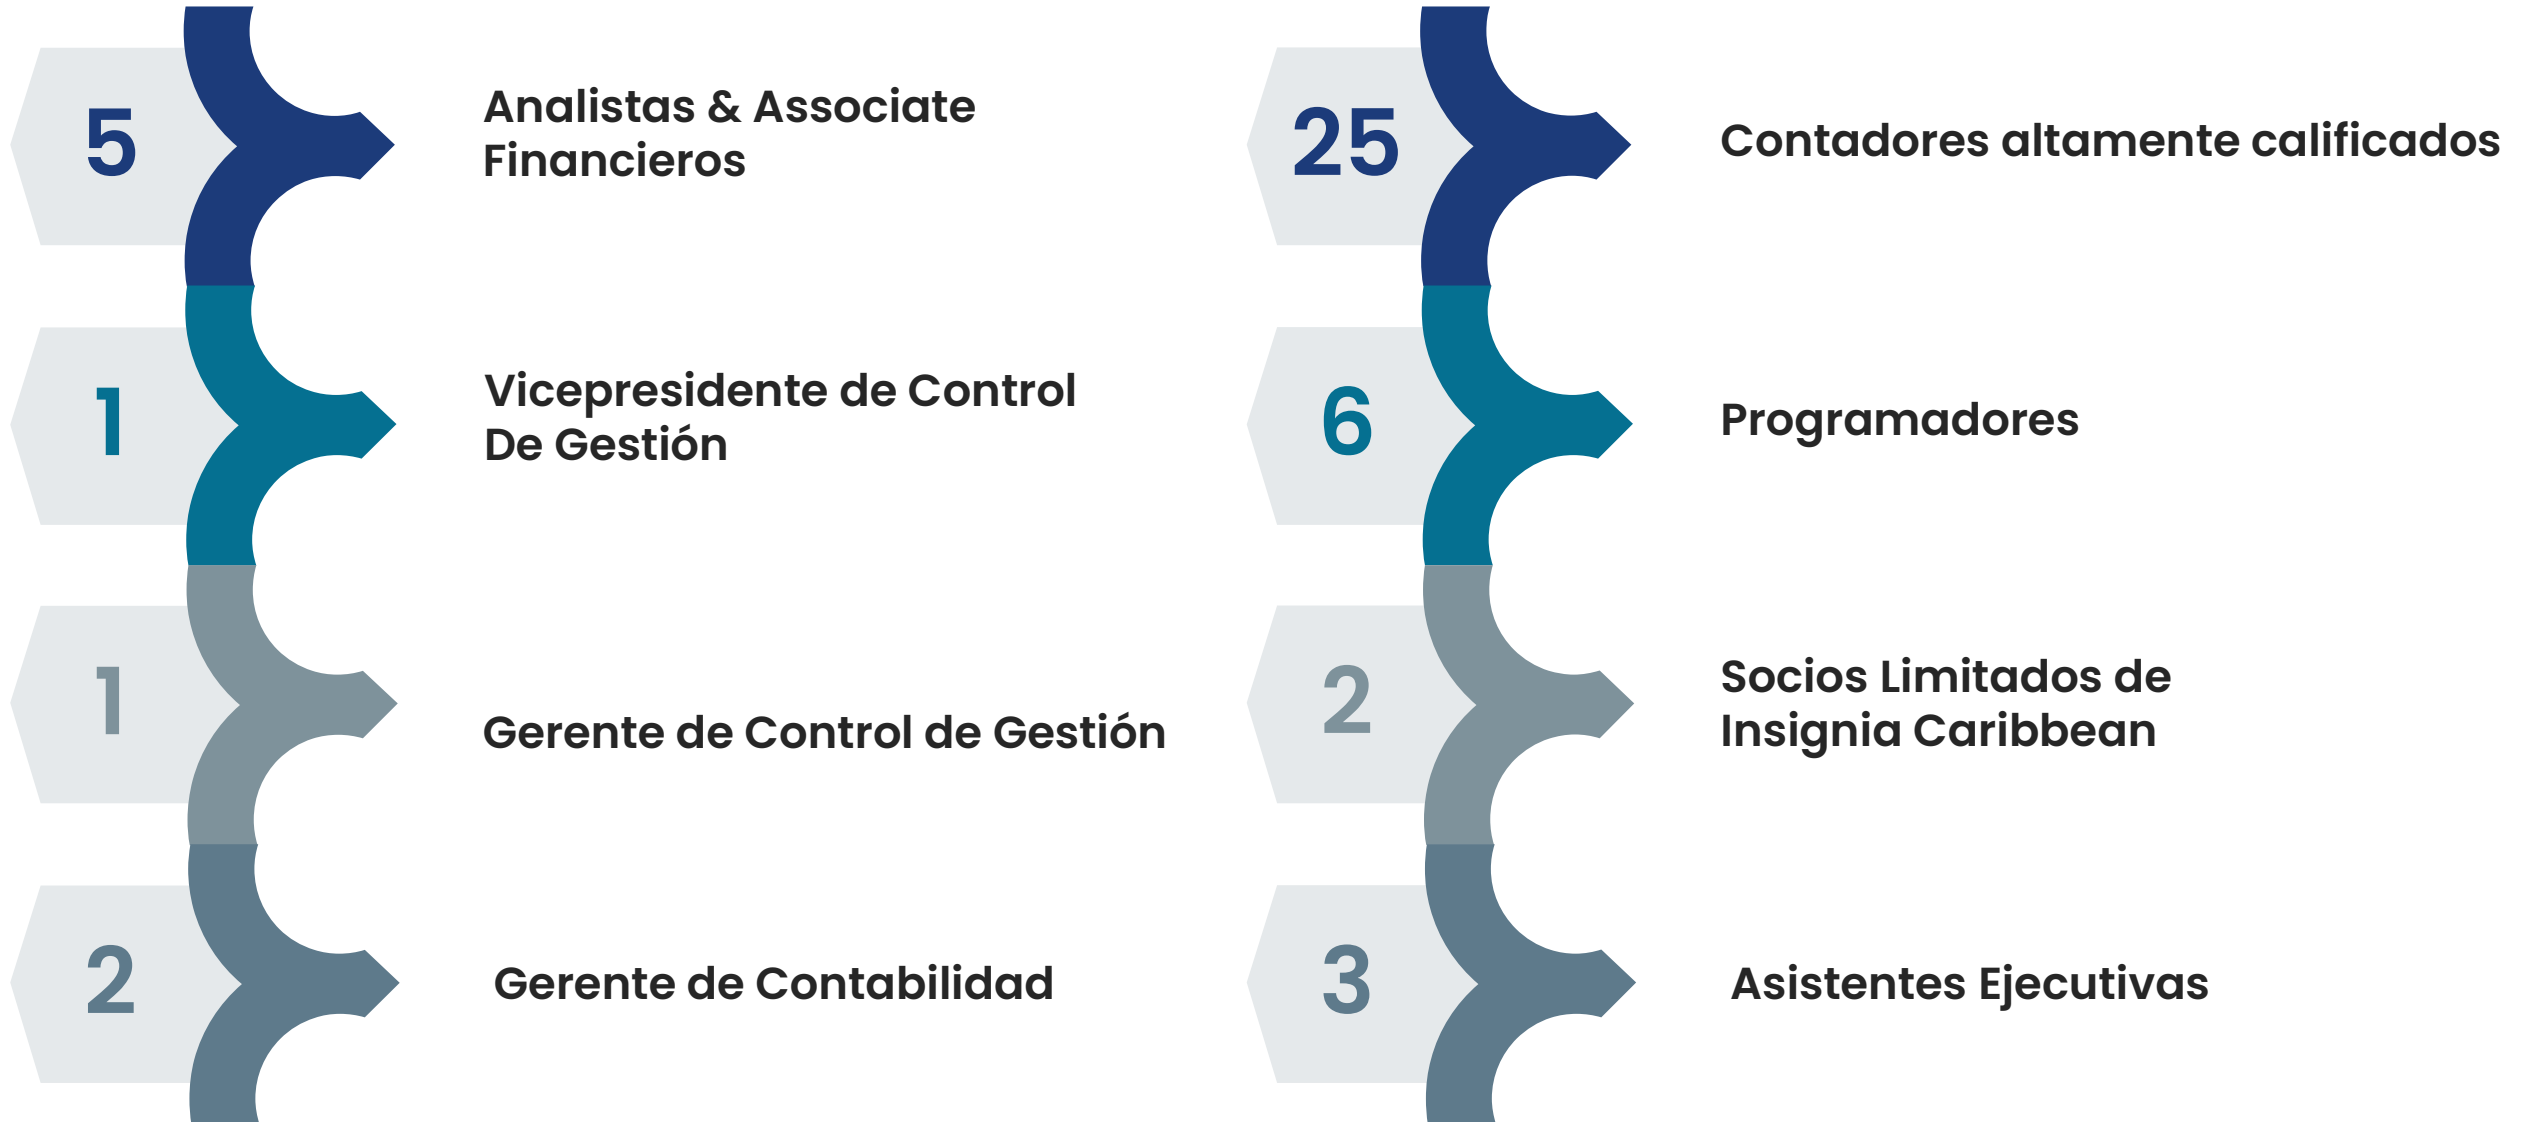 5
Analistas & Associate
Financieros
1
Vicepresidente de Control
De Gestión
1
Gerente de Control de Gestión
2
Gerente de Contabilidad
25
Contadores altamente calificados
6
Programadores
2
Socios Limitados de
Insignia Caribbean
3
Asistentes Ejecutivas